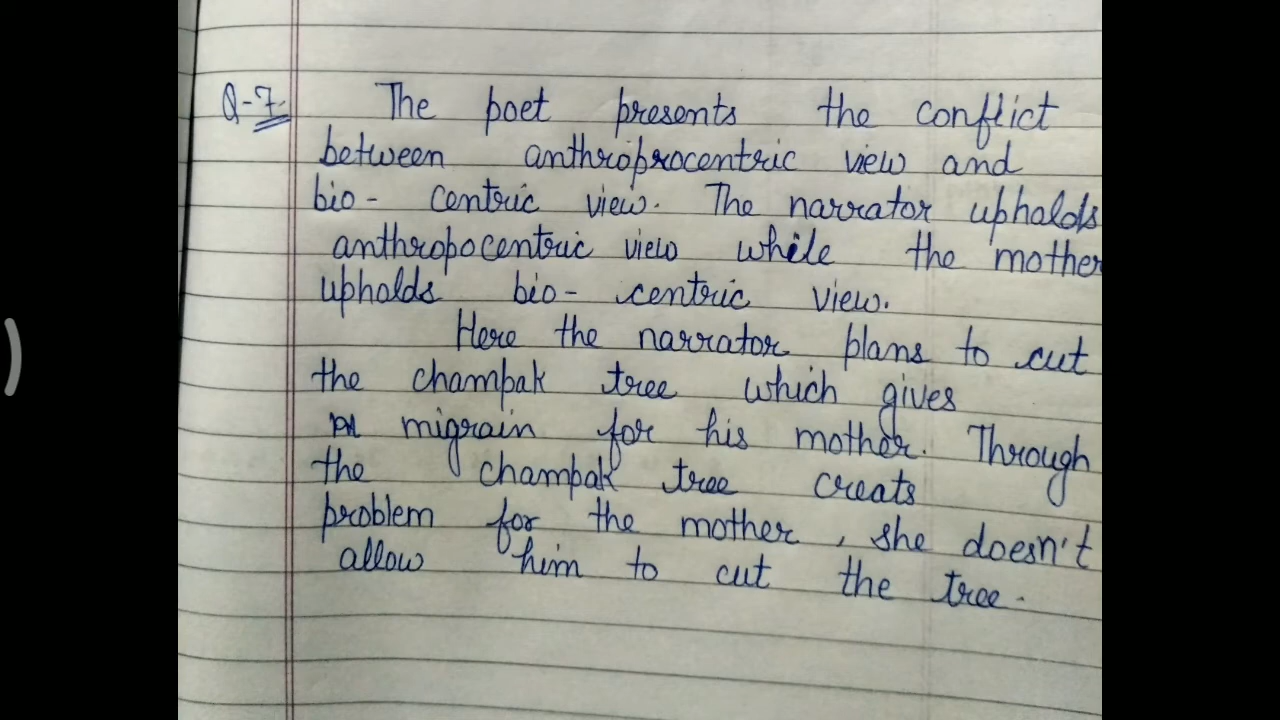 Q-7. The poet presents the conflict
between anthroprocentric view and
bio- centric view. The narrator upholds
anthropocentric view while the mother
upholds bio- centric view.
Here the narrator plans to cut
the champak tree which gives
migrain for his mother. Through
the champak tree creats
problem for the mother, she doesn't
allow him to cut the tree.